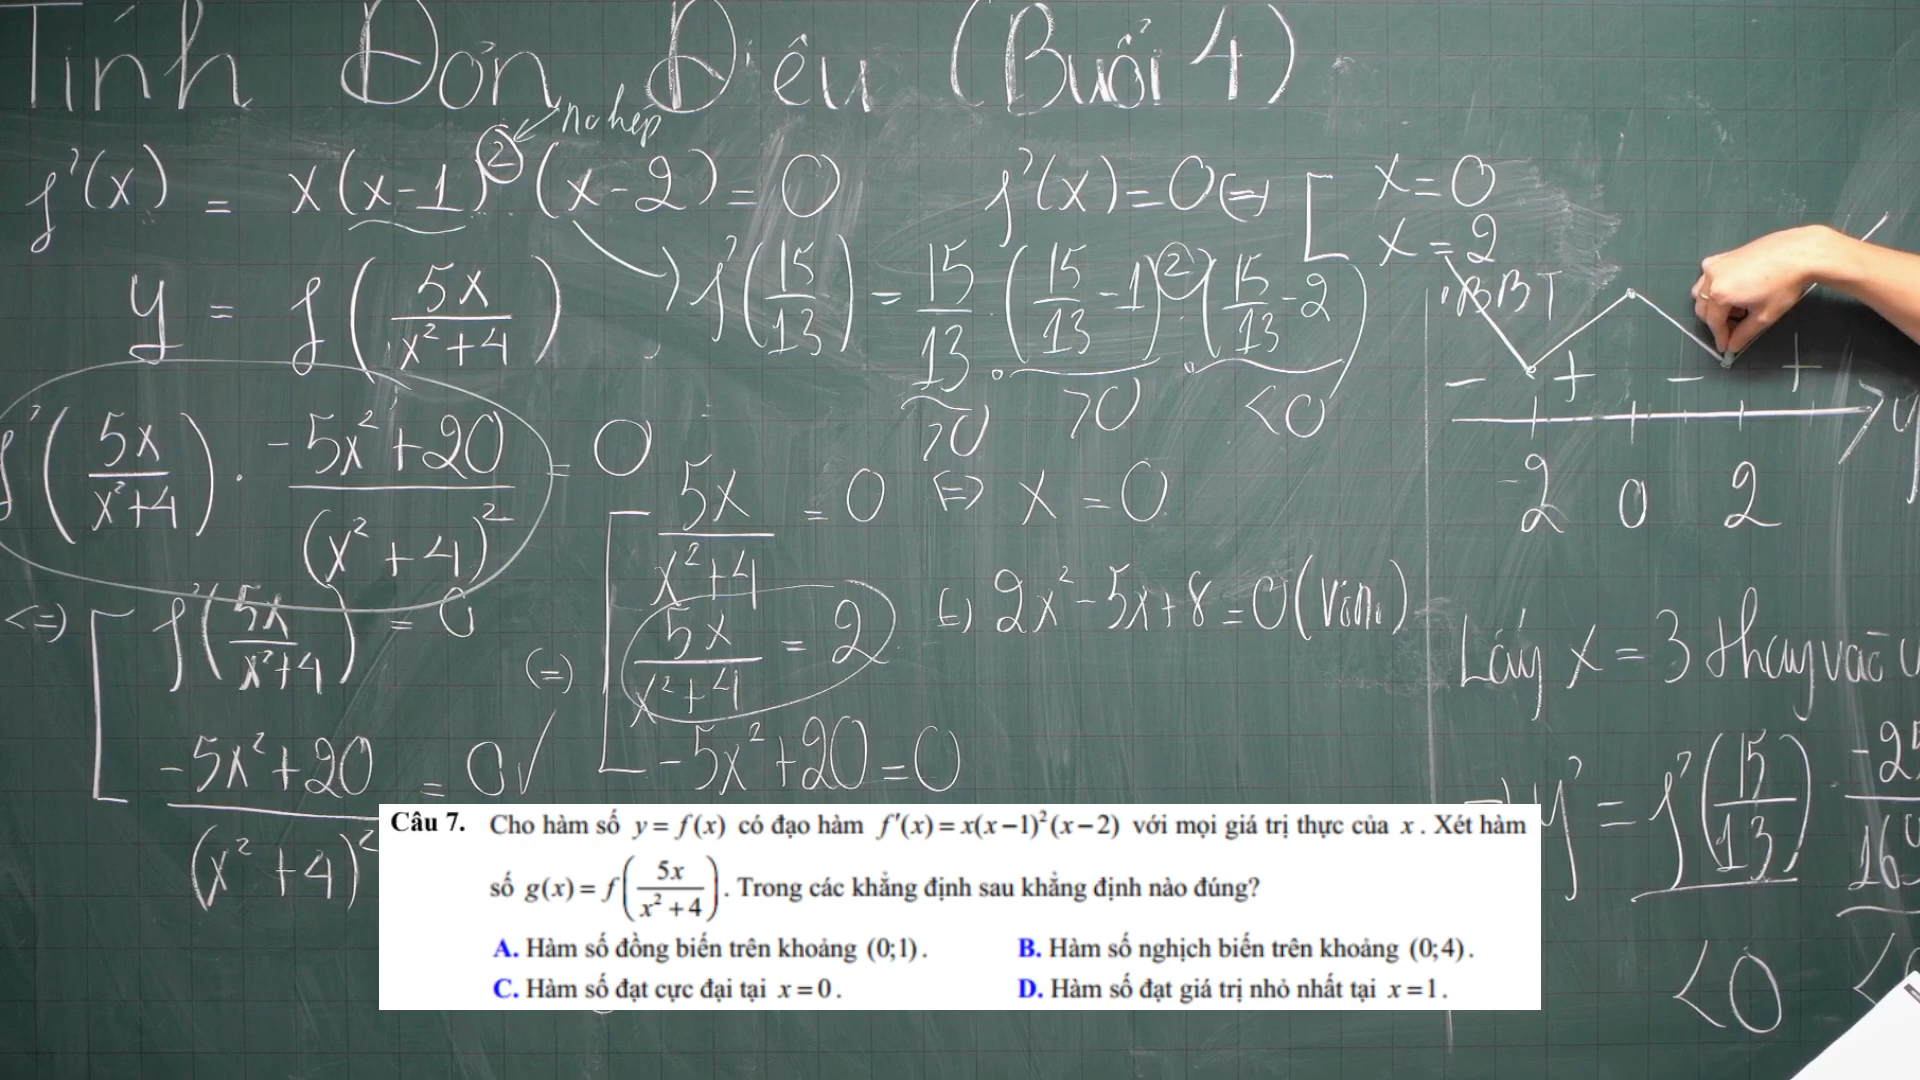 Tính Đơn Điệu (Buổi 4)
f'(x) = x(x-1)²(x-2) = 0
f'(x) = 0 <=> [ x = 0
x = 2
y = f(5x/(x²+4))
f'(15/13) = 15/13 . (15/13 - 1)² . (15/13 - 2)
>0 >0 <0
BBT
- + - +
-2 0 2
f'(5x/(x²+4)) . (-5x²+20)/(x²+4)² = 0
<=> [ f'(5x/(x²+4)) = 0
(-5x²+20)/(x²+4)² = 0 ✓
(=) [ 5x/(x²+4) = 0 (=) x = 0
5x/(x²+4) = 2 2x²-5x+8=0
-5x²+20=0
Lấy x = 3 thay vào
y' = f'(15/13)
<0
Câu 7. Cho hàm số y = f(x) có đạo hàm f'(x) = x(x-1)²(x-2) với mọi giá trị thực của x. Xét hàm
số g(x) = f(5x/(x²+4)). Trong các khẳng định sau khẳng định nào đúng?
A. Hàm số đồng biến trên khoảng (0;1). B. Hàm số nghịch biến trên khoảng (0;4).
C. Hàm số đạt cực đại tại x = 0. D. Hàm số đạt giá trị nhỏ nhất tại x = 1.